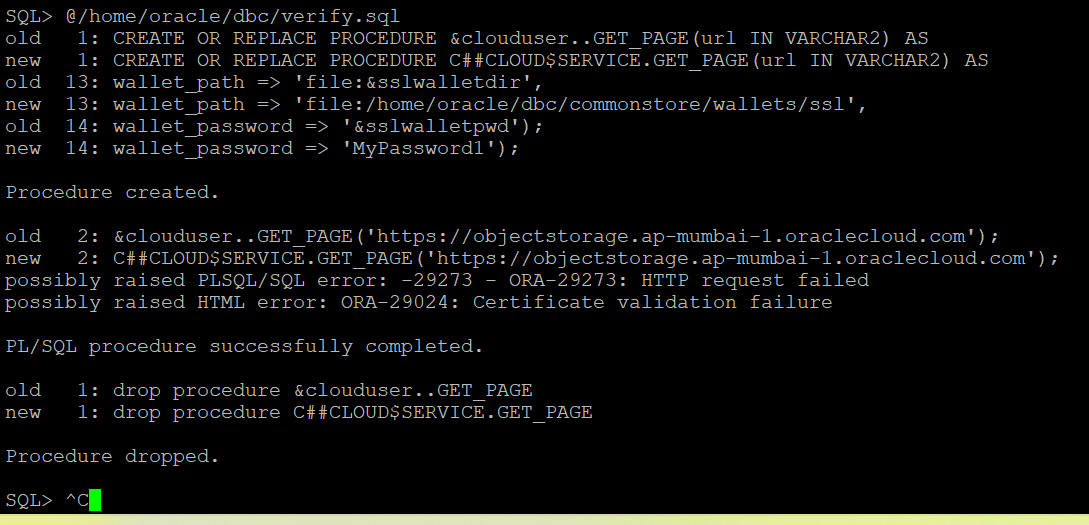 SQL> @/home/oracle/dbc/verify.sql
old   1: CREATE OR REPLACE PROCEDURE &clouduser..GET_PAGE(url IN VARCHAR2) AS
new   1: CREATE OR REPLACE PROCEDURE C##CLOUD$SERVICE.GET_PAGE(url IN VARCHAR2) AS
old  13: wallet_path => 'file:&sslwalletdir',
new  13: wallet_path => 'file:/home/oracle/dbc/commonstore/wallets/ssl',
old  14: wallet_password => '&sslwalletpwd');
new  14: wallet_password => 'MyPassword1');
Procedure created.
old   2: &clouduser..GET_PAGE('https://objectstorage.ap-mumbai-1.oraclecloud.com');
new   2: C##CLOUD$SERVICE.GET_PAGE('https://objectstorage.ap-mumbai-1.oraclecloud.com');
possibly raised PLSQL/SQL error: -29273 - ORA-29273: HTTP request failed
possibly raised HTML error: ORA-29024: Certificate validation failure
PL/SQL procedure successfully completed.
old   1: drop procedure &clouduser..GET_PAGE
new   1: drop procedure C##CLOUD$SERVICE.GET_PAGE
Procedure dropped.
SQL> ^C